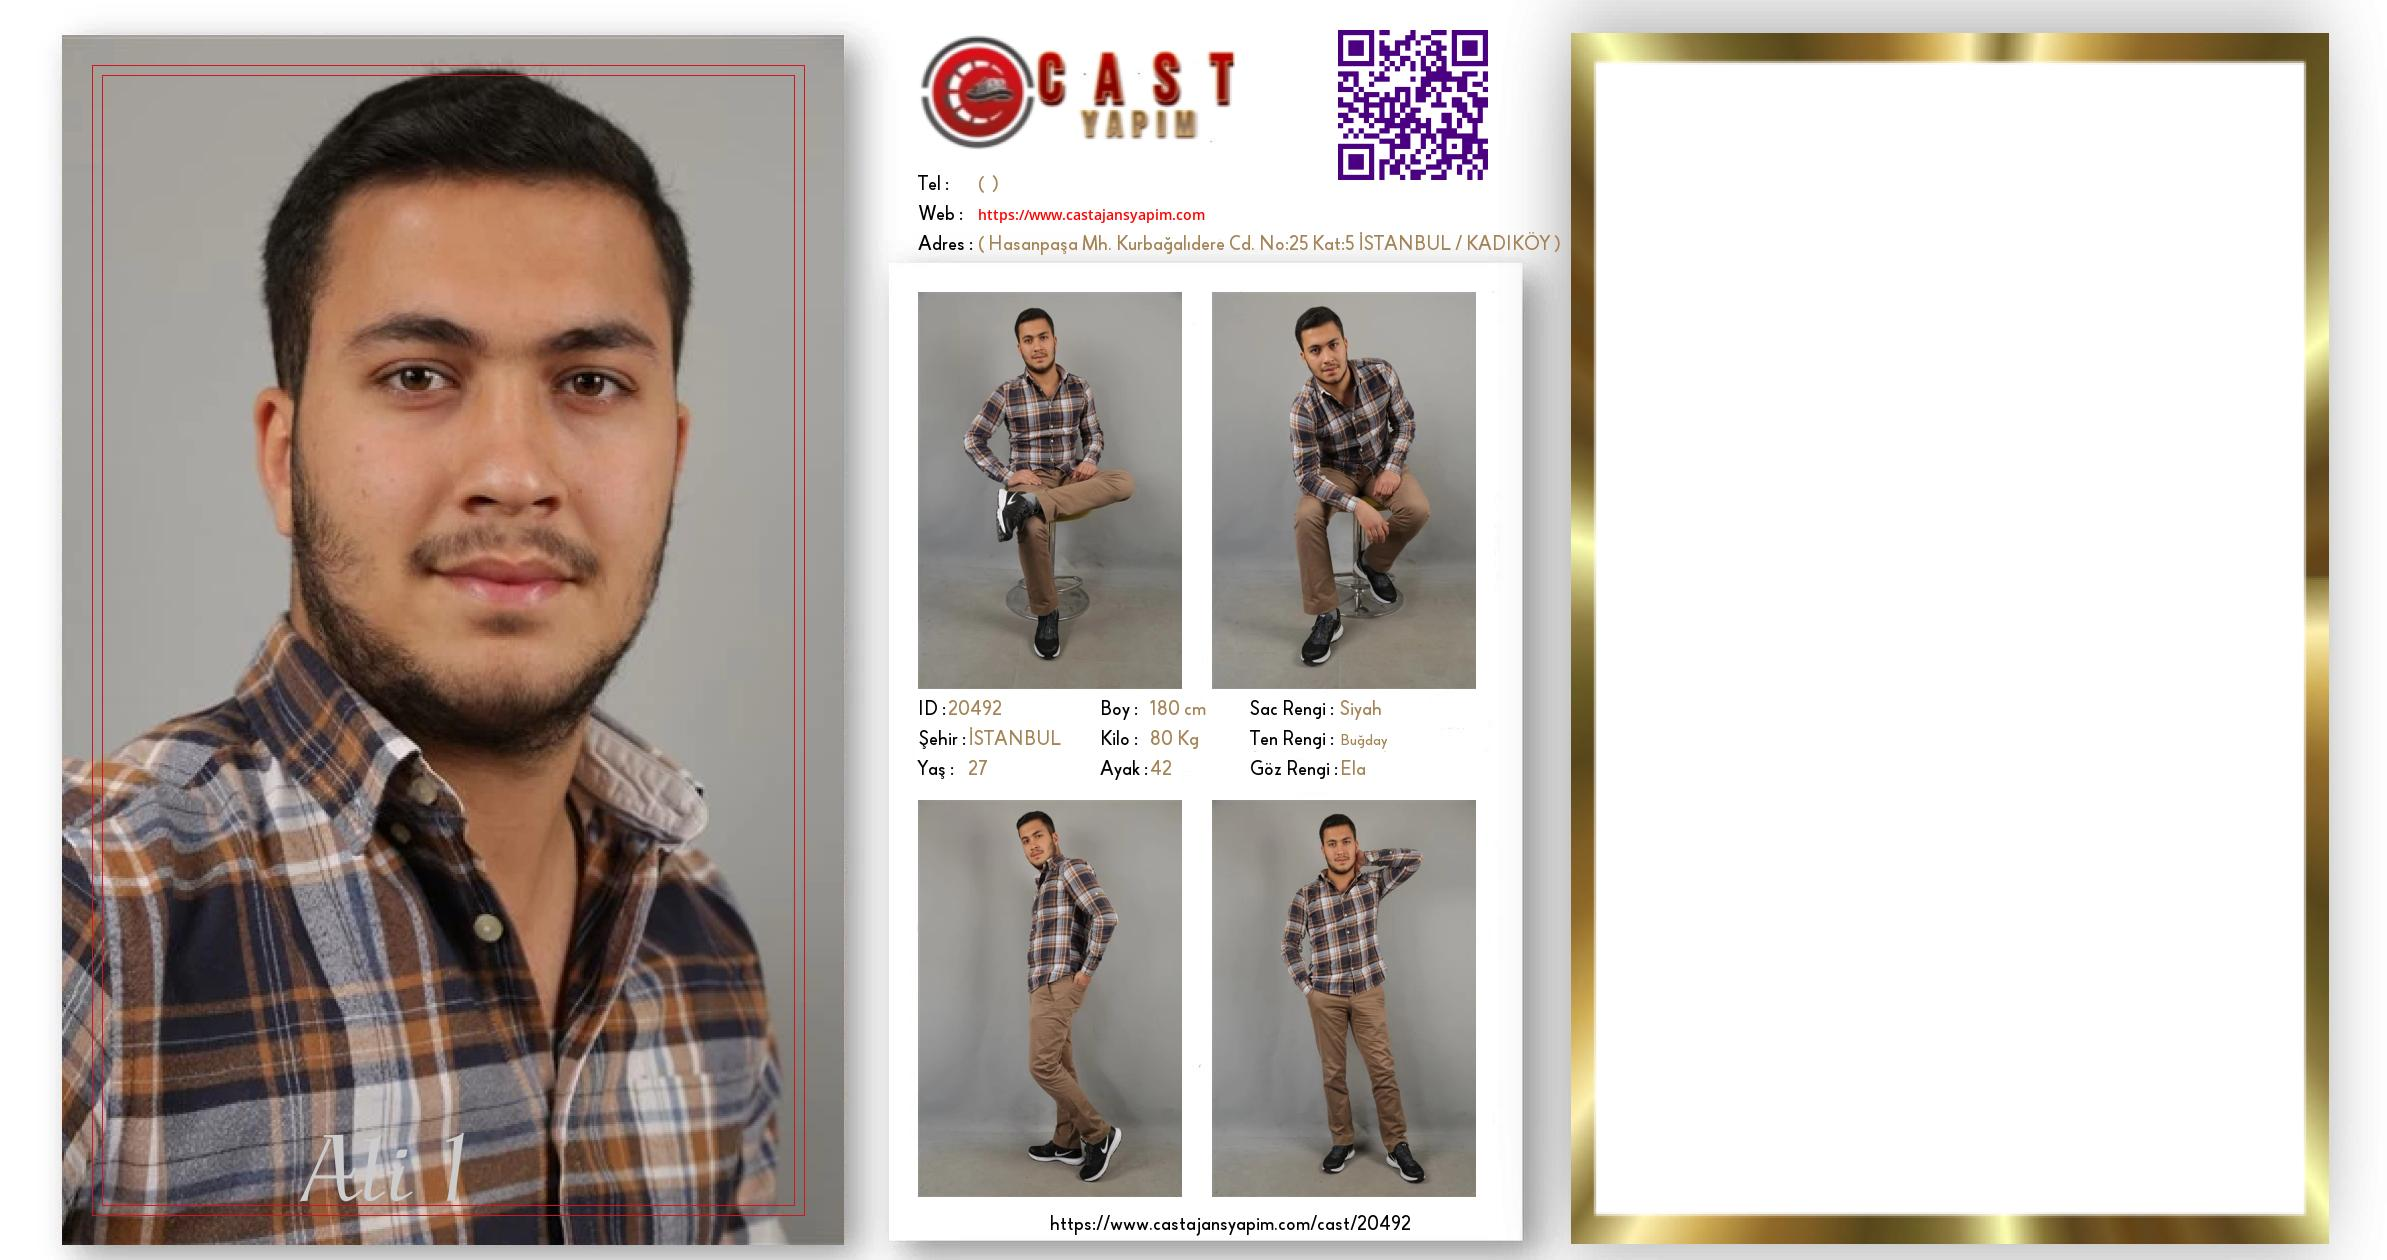 Ali 1
CAST
YAPIM
Tel : ( )
Web : https://www.castajansyapim.com
Adres : ( Hasanpaşa Mh. Kurbağalıdere Cd. No:25 Kat:5 İSTANBUL / KADIKÖY )
ID : 20492 Boy : 180 cm Sac Rengi : Siyah
Şehir : İSTANBUL Kilo : 80 Kg Ten Rengi : Buğday
Yaş : 27 Ayak : 42 Göz Rengi : Ela
https://www.castajansyapim.com/cast/20492